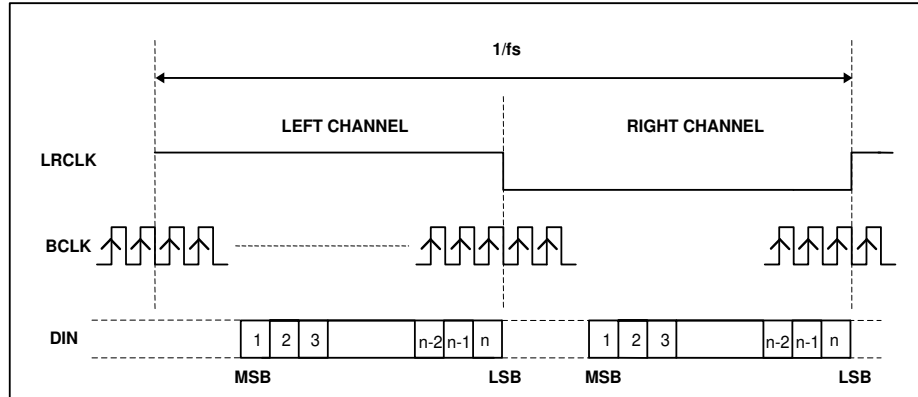 1/fs
LEFT CHANNEL RIGHT CHANNEL
LRCLK
BCLK
DIN 1 2 3 n-2 n-1 n 1 2 3 n-2 n-1 n
MSB LSB MSB LSB